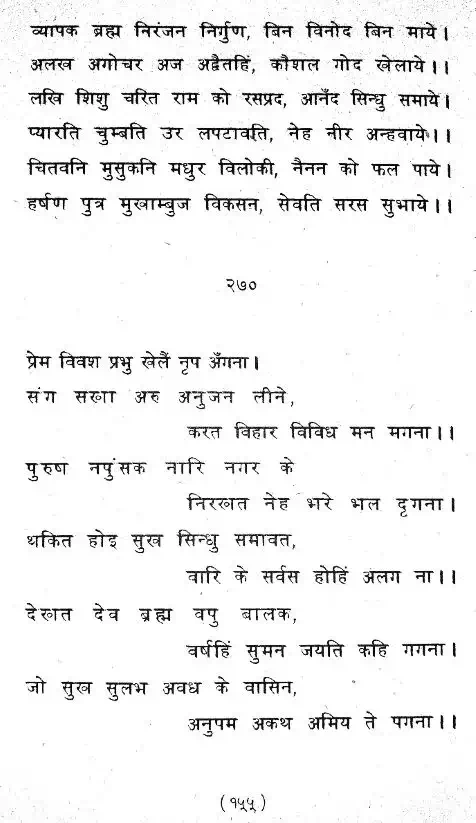 व्यापक ब्रह्म निरंजन निर्गुण, बिन विनोद बिन माये।
अलख अगोचर अज अद्वैतहिं, कौशल गोद खेलाये।।
लखि शिशु चरित राम को रसप्रद, आनँद सिन्धु समाये।
प्यारति चुम्बति उर लपटावति, नेह नीर अन्हवाये।।
चितवनि मुसुकनि मधुर विलोकी, नैनन को फल पाये।
हर्षण पुत्र मुखाम्बुज विकसन, सेवति सरस सुभाये।।
२७०
प्रेम विवश प्रभु खेलैं नृप अँगना।
संग सखा अरु अनुजन लीने,
करत विहार विविध मन मगना।।
पुरुष नपुंसक नारि नगर के
निरखत नेह भरे भल दृगना।
थकित होइ सुख सिन्धु समावत,
वारि के सर्वस होहिं अलग ना।।
देखत देव ब्रह्म वपु बालक,
वर्षहिं सुमन जयति कहि गगना।
जो सुख सुलभ अवध के वासिन,
अनुपम अकथ अमिय ते पगना।।
(१५५)